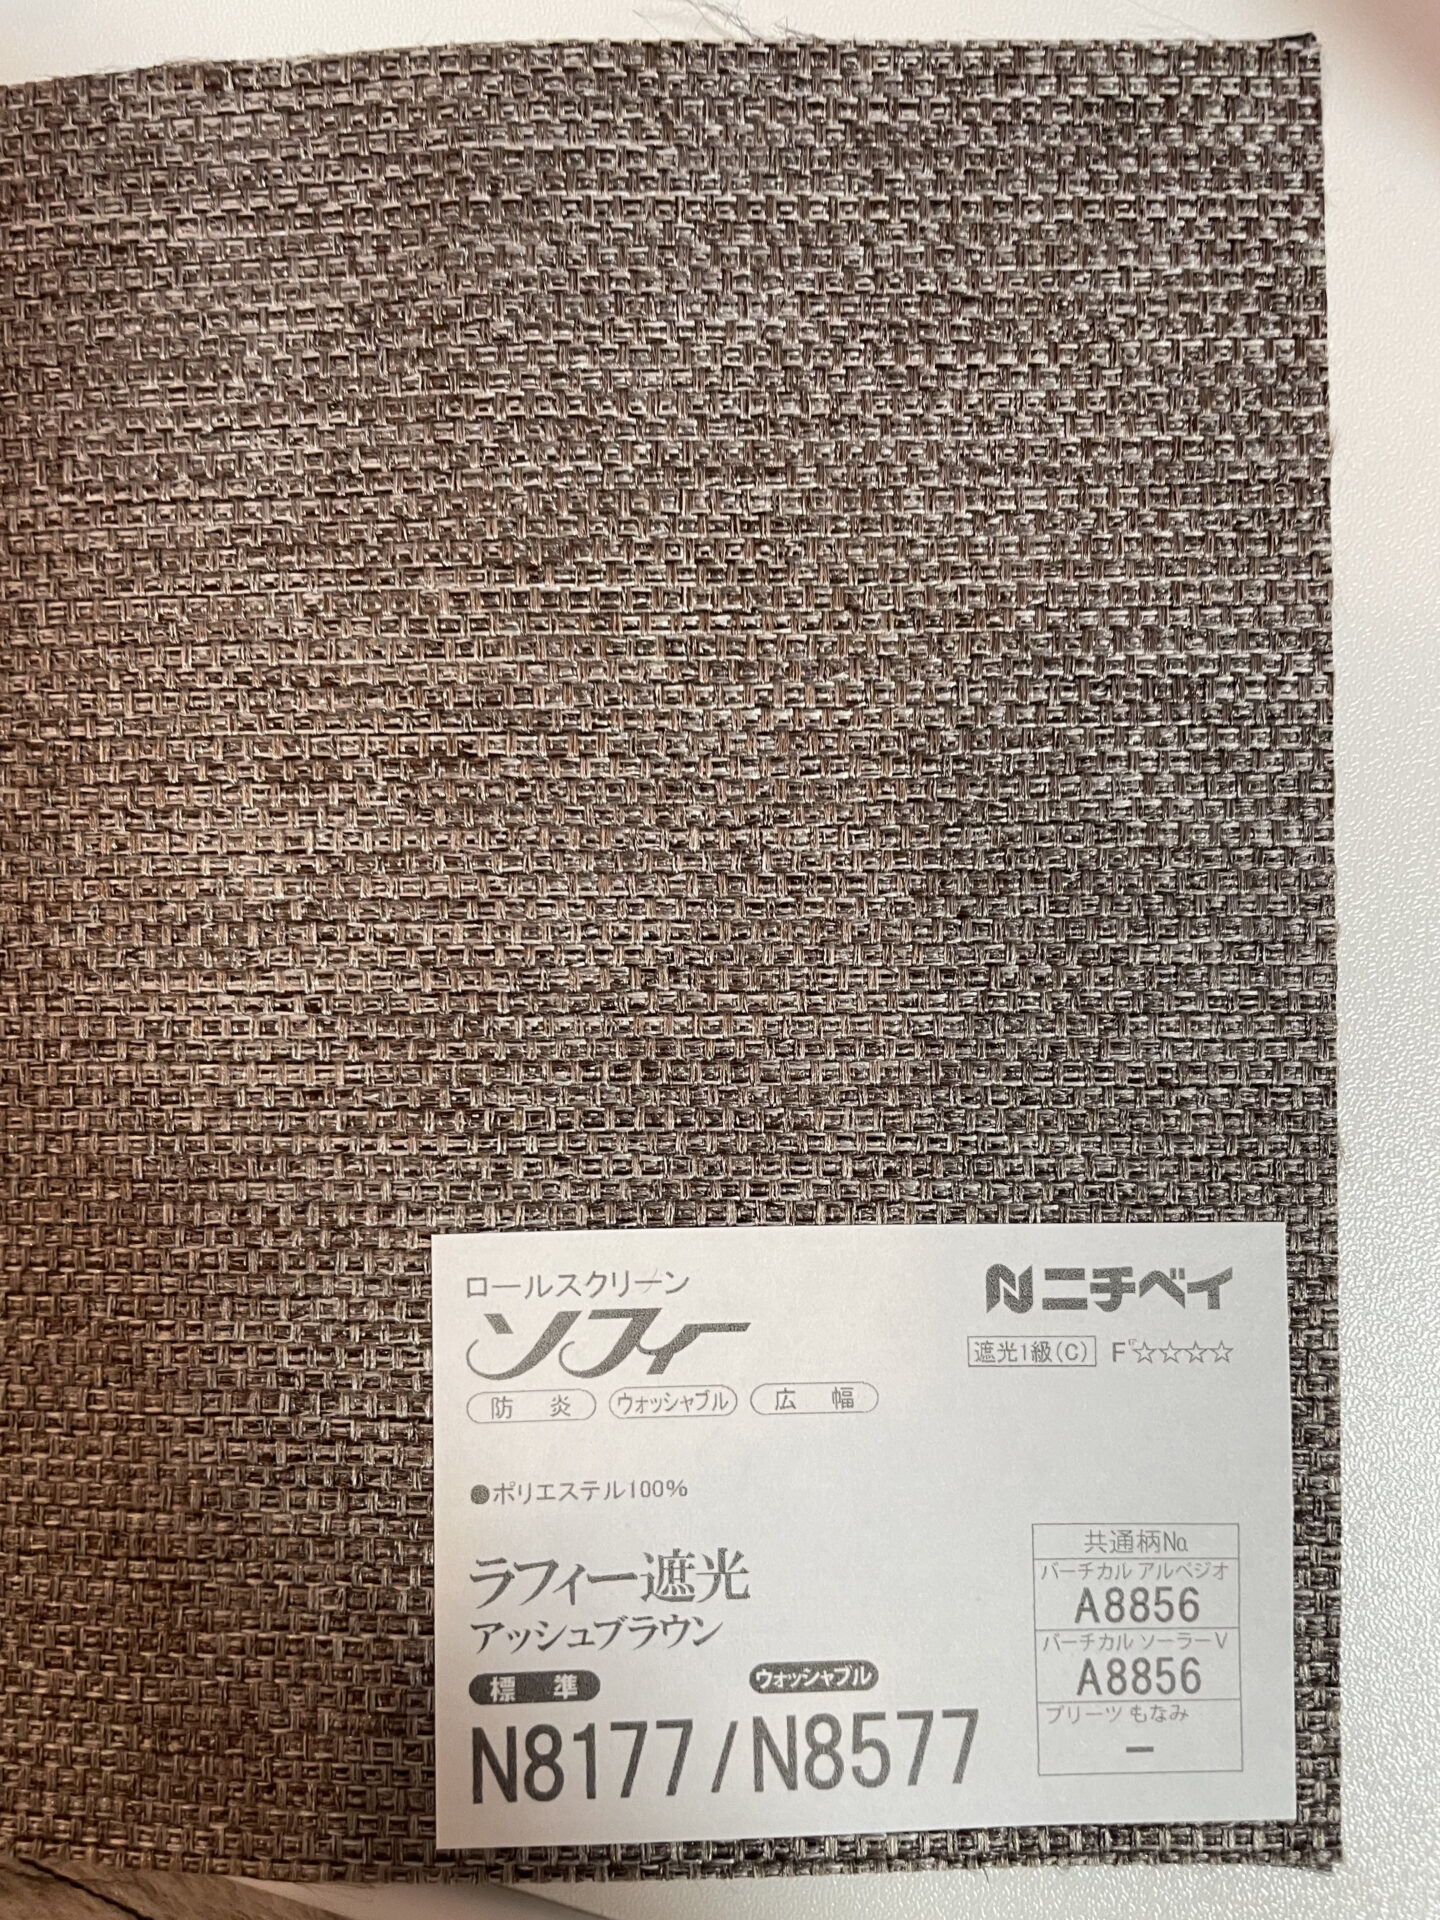 ロールスクリーン
ソフィー
防炎 ウォッシャブル 広幅
ニチベイ
遮光1級(C) F☆☆☆☆
●ポリエステル100%
ラフィー遮光
アッシュブラウン
標準 ウォッシャブル
N8177/N8577
共通柄No.
バーチカル アルペジオ
A8856
バーチカル ソーラーV
A8856
プリーツ もなみ
－